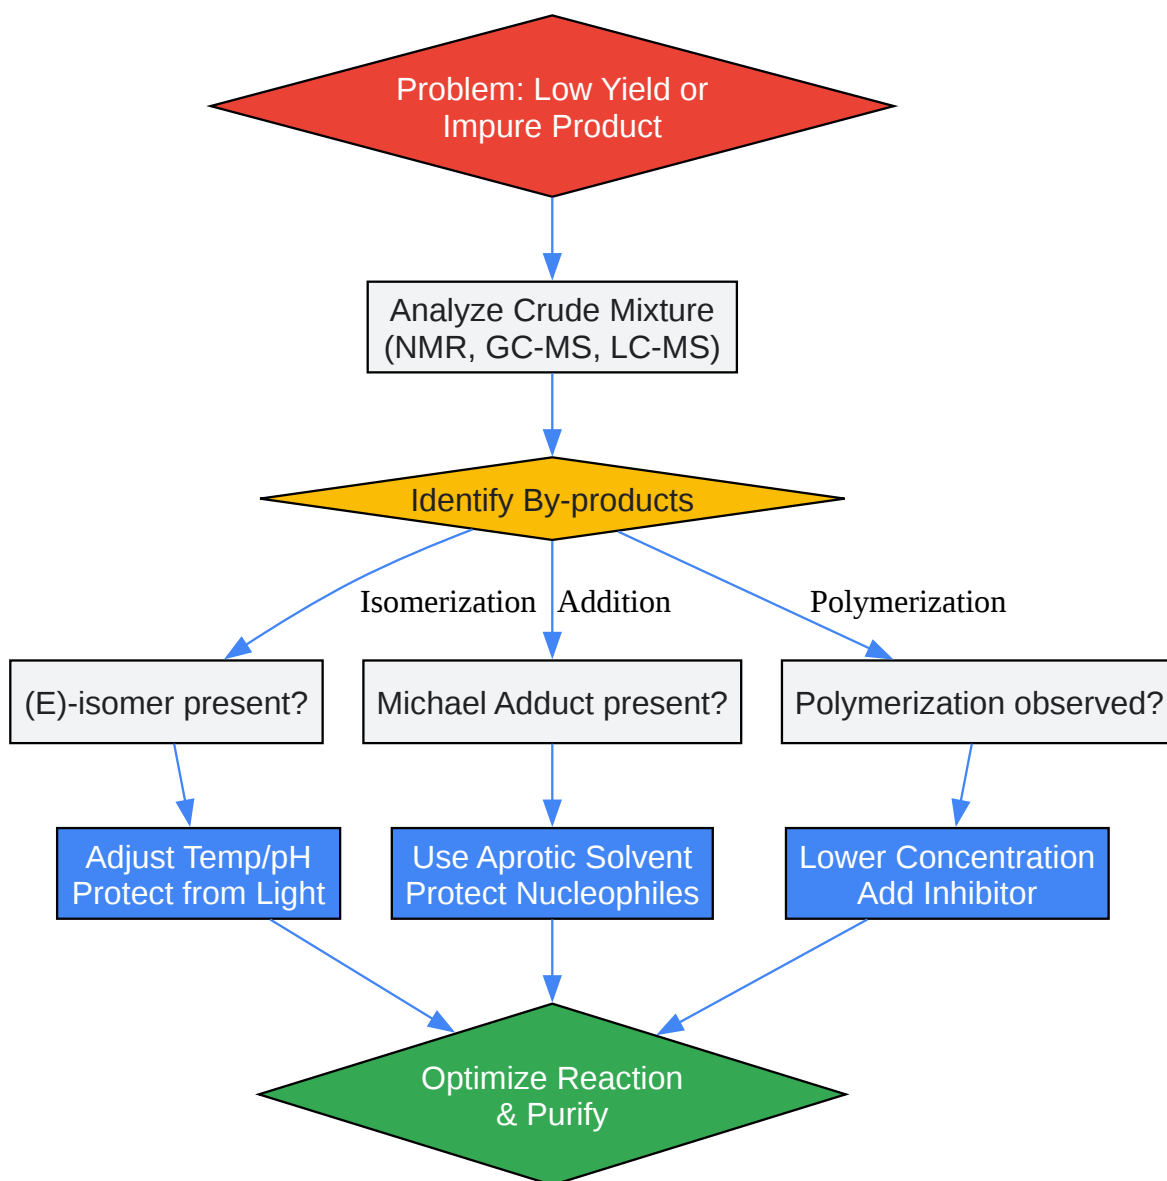 Problem: Low Yield or
Impure Product
Analyze Crude Mixture
(NMR, GC-MS, LC-MS)
Identify By-products
Isomerization
Addition
Polymerization
(E)-isomer present?
Michael Adduct present?
Polymerization observed?
Adjust Temp/pH
Protect from Light
Use Aprotic Solvent
Protect Nucleophiles
Lower Concentration
Add Inhibitor
Optimize Reaction
& Purify